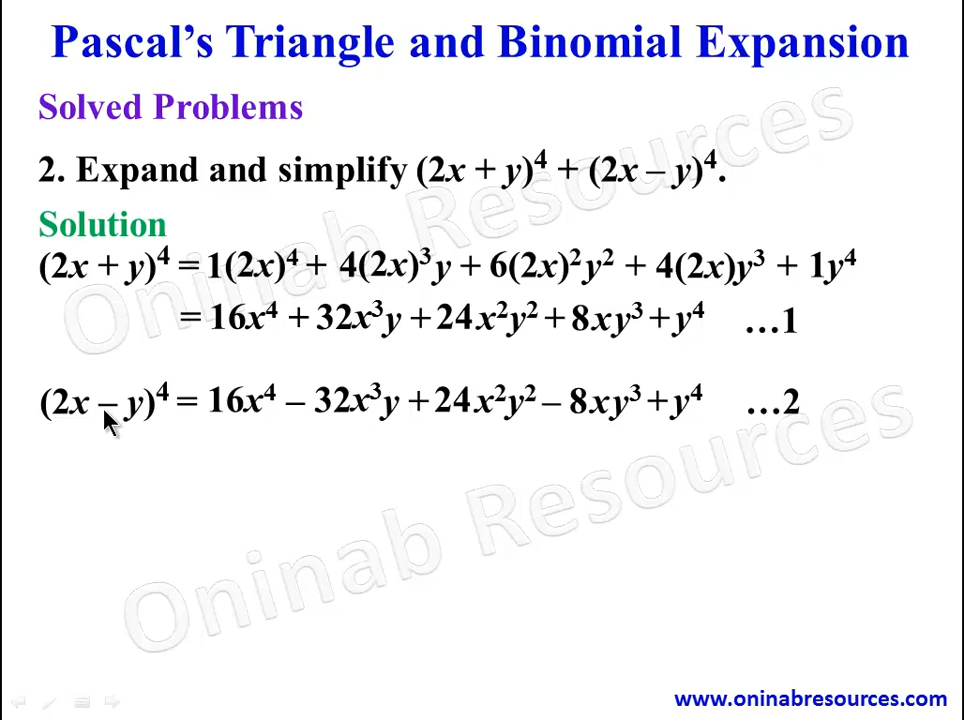 Pascal’s Triangle and Binomial Expansion
Solved Problems
2. Expand and simplify (2x + y)⁴ + (2x – y)⁴.
Solution
(2x + y)⁴ = 1(2x)⁴ + 4(2x)³y + 6(2x)²y² + 4(2x)y³ + 1y⁴
= 16x⁴ + 32x³y + 24x²y² + 8xy³ + y⁴ …1
(2x – y)⁴ = 16x⁴ – 32x³y + 24x²y² – 8xy³ + y⁴ …2
Oninab Resources
Oninab Resources
www.oninabresources.com